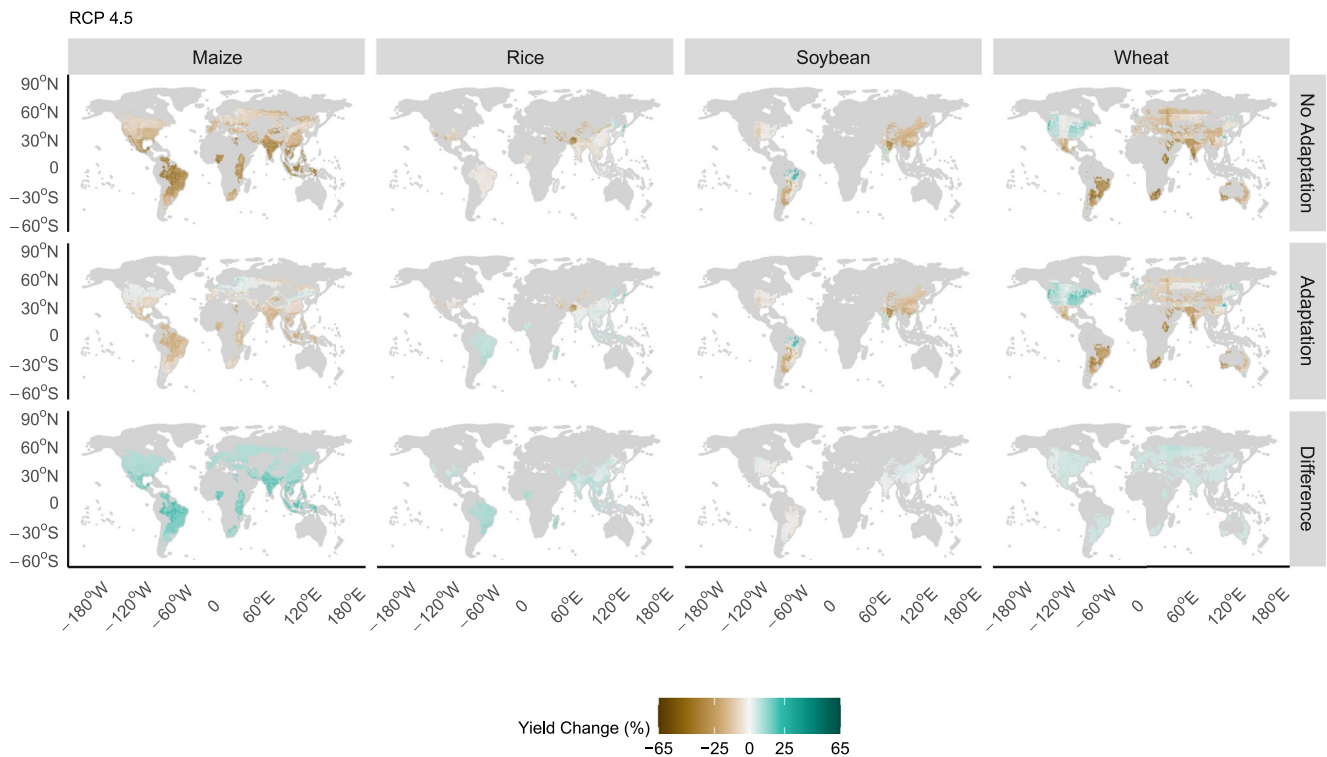 RCP 4.5
Maize Rice Soybean Wheat
90°N
60°N
30°N
0
−30°S
−60°S
No Adaptation
90°N
60°N
30°N
0
−30°S
−60°S
Adaptation
90°N
60°N
30°N
0
−30°S
−60°S
Difference
−180°W −120°W −60°W 0 60°E 120°E 180°E −180°W −120°W −60°W 0 60°E 120°E 180°E −180°W −120°W −60°W 0 60°E 120°E 180°E −180°W −120°W −60°W 0 60°E 120°E 180°E
Yield Change (%)
−65 −25 0 25 65